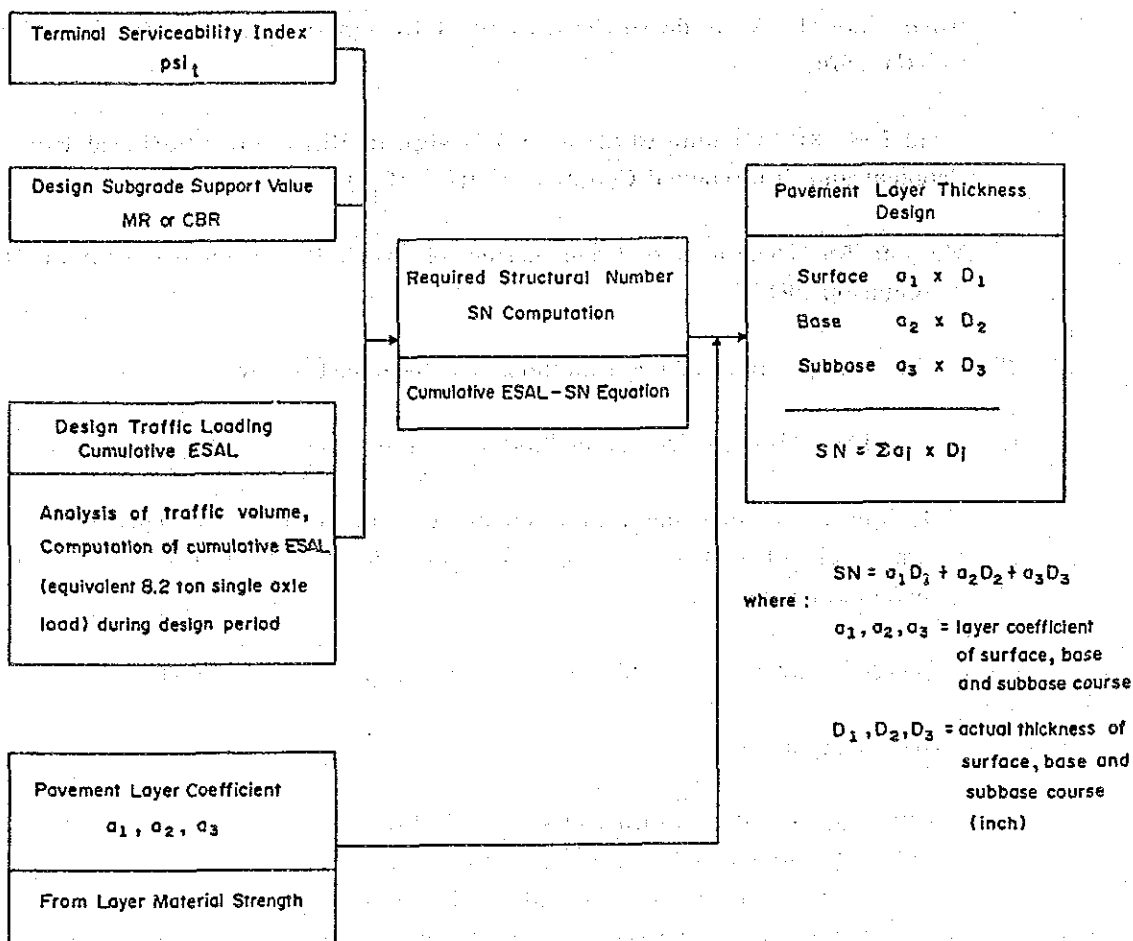 Terminal Serviceability Index
psi t
Design Subgrade Support Value
MR or CBR
Design Traffic Loading
Cumulative ESAL
Analysis of traffic volume,
Computation of cumulative ESAL
(equivalent 8.2 ton single axle
load) during design period
Pavement Layer Coefficient
a1, a2, a3
From Layer Material Strength
Required Structural Number
SN Computation
Cumulative ESAL-SN Equation
Pavement Layer Thickness
Design
Surface a1 x D1
Base a2 x D2
Subbase a3 x D3
SN = Σai x Di
SN = a1Di + a2D2 + a3D3
where :
a1, a2, a3 = layer coefficient
of surface, base
and subbase course
D1, D2, D3 = actual thickness of
surface, base and
subbase course
(inch)